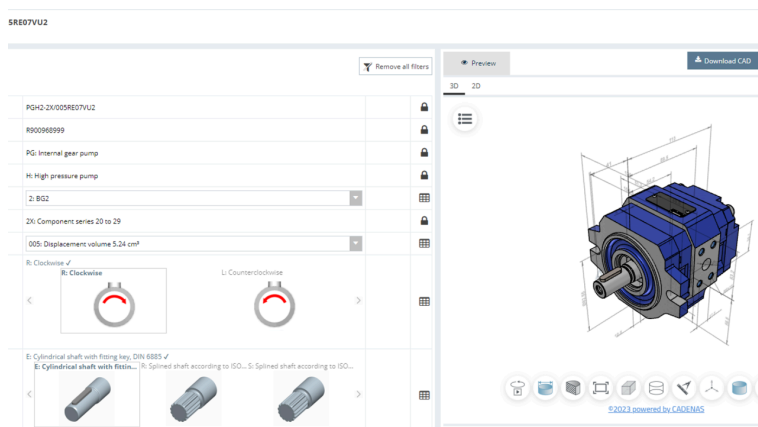 5RE07VU2
Remove all filters
Preview
Download CAD
3D 2D
PGH2-2X/005RE07VU2
R900968999
PG: Internal gear pump
H: High pressure pump
2: BG2
2X: Component series 20 to 29
005: Displacement volume 5.24 cm³
R: Clockwise ✓
R: Clockwise
L: Counterclockwise
E: Cylindrical shaft with fitting key, DIN 6885 ✓
E: Cylindrical shaft with fittin... R: Splined shaft according to ISO... S: Splined shaft according to ISO...
©2023 powered by CADENAS